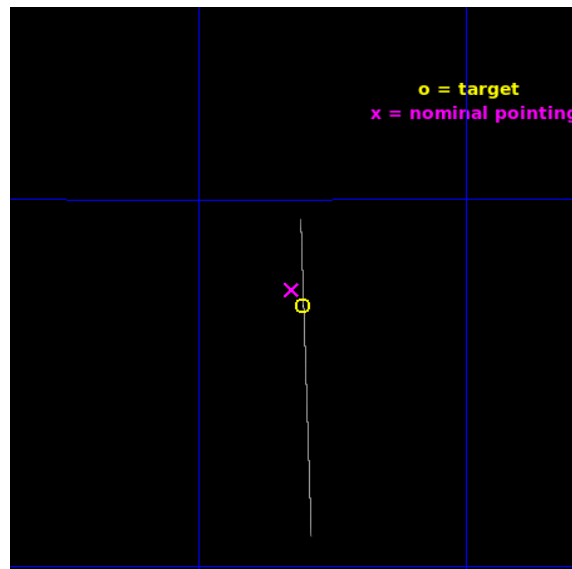 o = target
x = nominal pointing